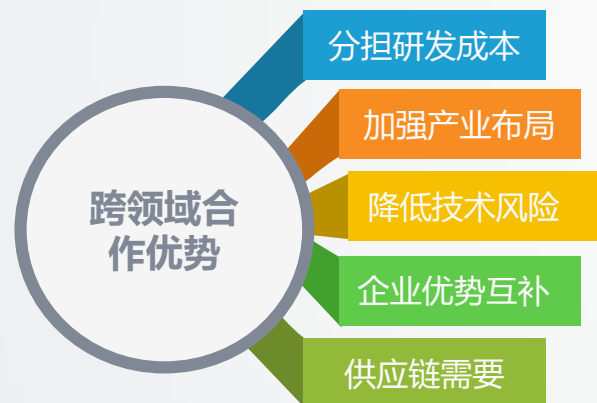 分担研发成本
加强产业布局
跨领域合
作优势
降低技术风险
企业优势互补
供应链需要